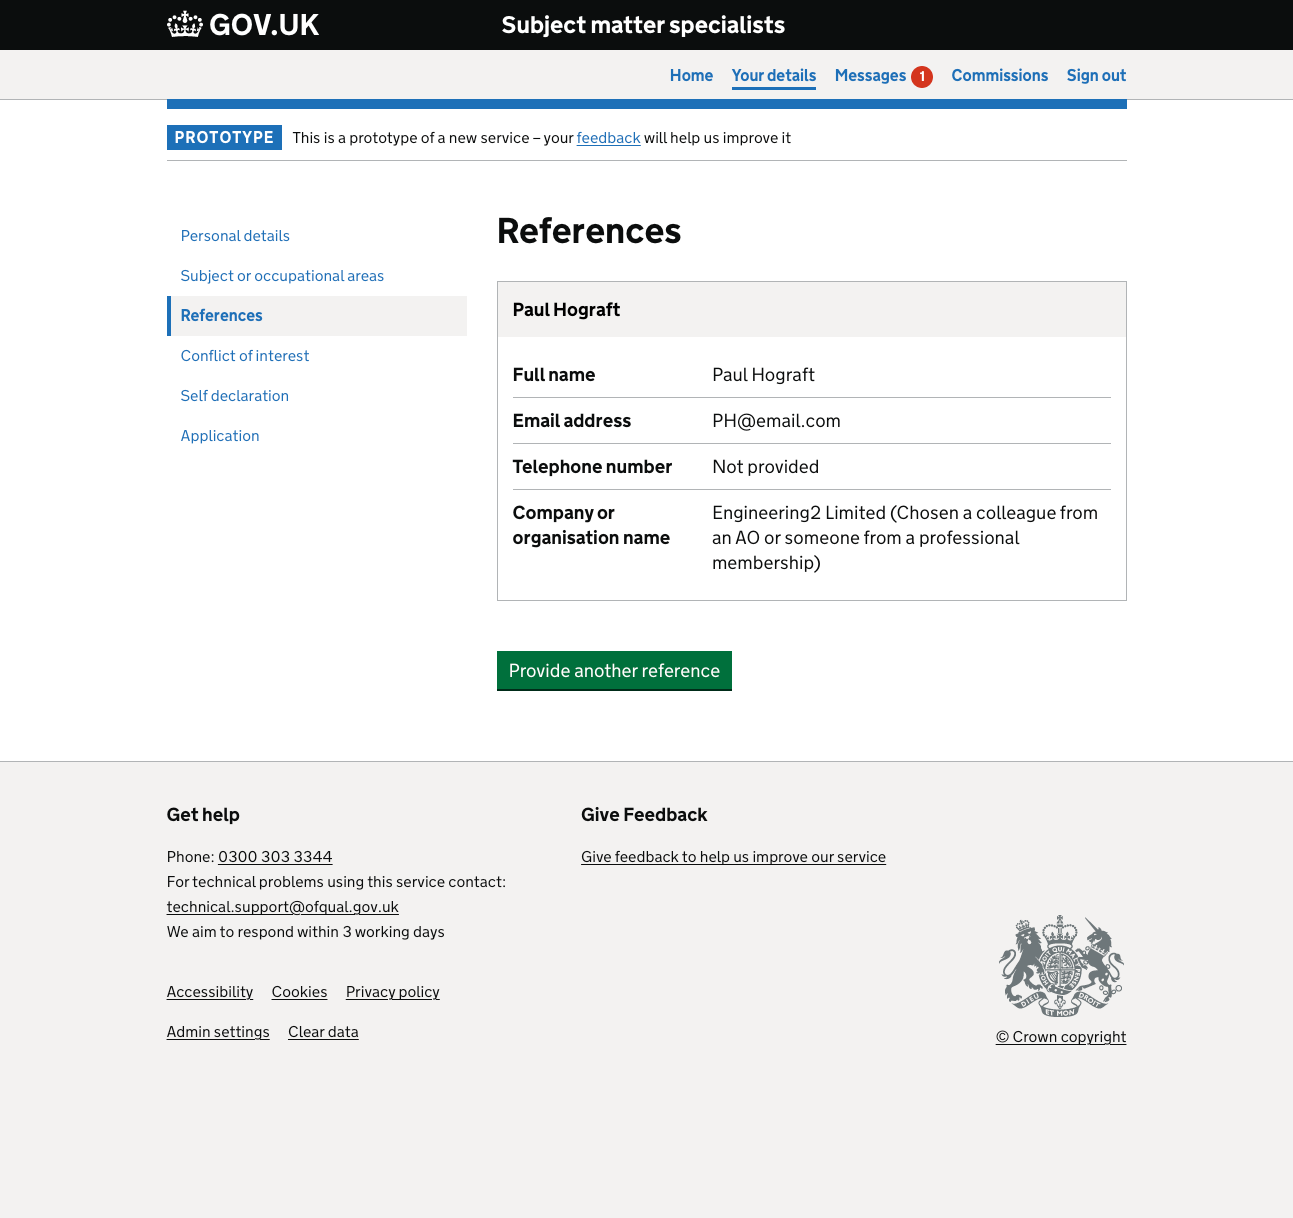 GOV.UK
Subject matter specialists
Home Your details Messages 1 Commissions Sign out
PROTOTYPE This is a prototype of a new service – your feedback will help us improve it
Personal details
Subject or occupational areas
References
Conflict of interest
Self declaration
Application
References
Paul Hograft
Full name Paul Hograft
Email address PH@email.com
Telephone number Not provided
Company or organisation name
Engineering2 Limited (Chosen a colleague from
an AO or someone from a professional
membership)
Provide another reference
Get help
Phone: 0300 303 3344
For technical problems using this service contact:
technical.support@ofqual.gov.uk
We aim to respond within 3 working days
Accessibility Cookies Privacy policy
Admin settings Clear data
Give Feedback
Give feedback to help us improve our service
DIEU ET MON DROIT
© Crown copyright